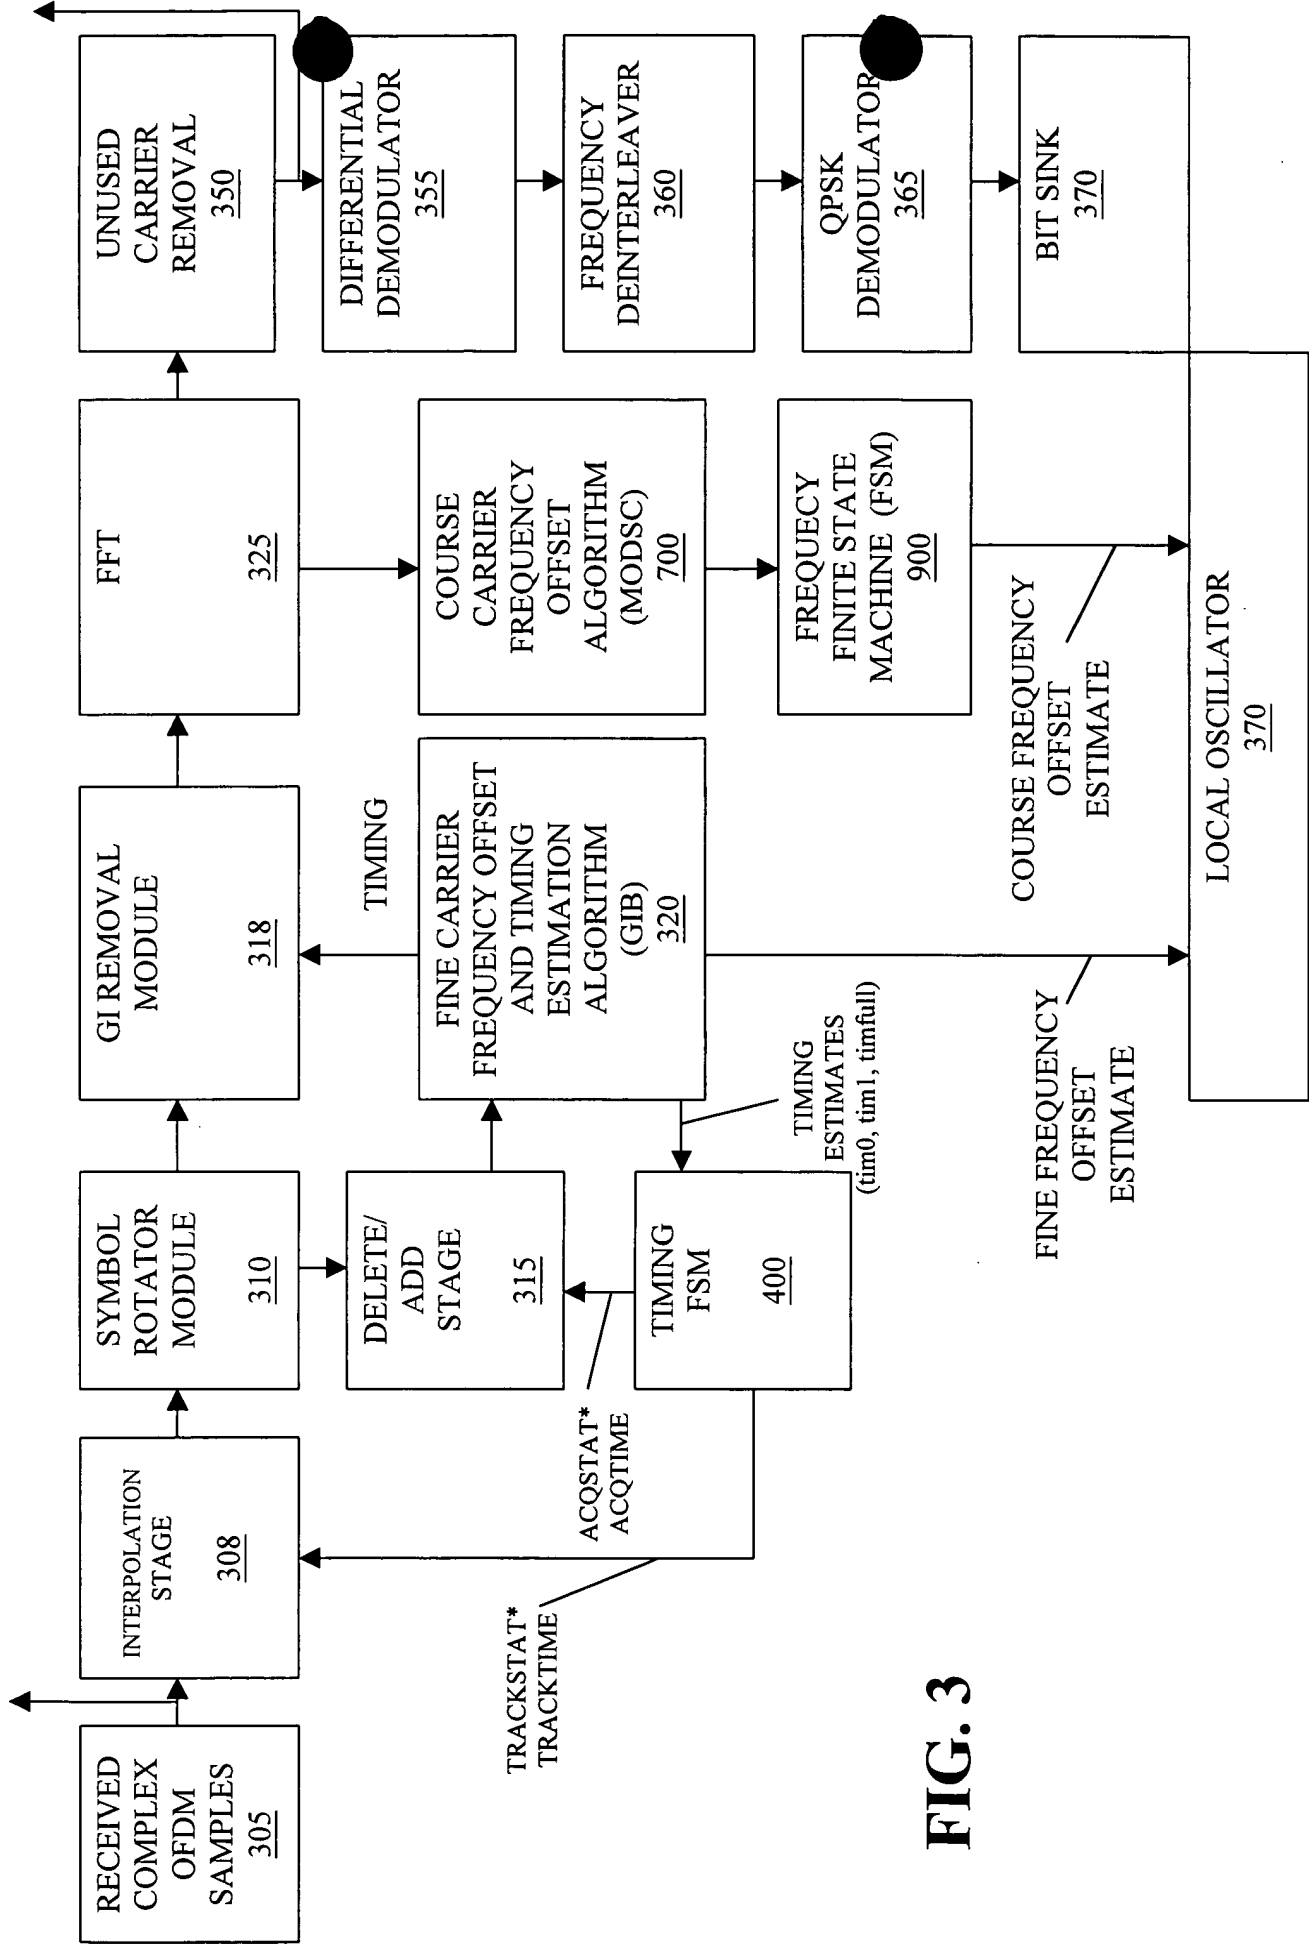 RECEIVED
COMPLEX
OFDM
SAMPLES
305
INTERPOLATION
STAGE
308
SYMBOL
ROTATOR
MODULE
310
GI REMOVAL
MODULE
318
FFT
325
UNUSED
CARRIER
REMOVAL
350
DELETE/
ADD
STAGE
315
TIMING
FINE CARRIER
FREQUENCY OFFSET
AND TIMING
ESTIMATION
ALGORITHM
(GIB)
320
COURSE
CARRIER
FREQUENCY
OFFSET
ALGORITHM
(MODSC)
700
DIFFERENTIAL
DEMODULATOR
355
FREQUENCY
DEINTERLEAVER
360
TRACKSTAT*
TRACKTIME
ACQSTAT*
ACQTIME
TIMING
FSM
400
TIMING
ESTIMATES
(tim0, tim1, timfull)
FREQUECY
FINITE STATE
MACHINE (FSM)
900
QPSK
DEMODULATOR
365
BIT SINK
370
FINE FREQUENCY
OFFSET
ESTIMATE
COURSE FREQUENCY
OFFSET
ESTIMATE
LOCAL OSCILLATOR
370
FIG. 3